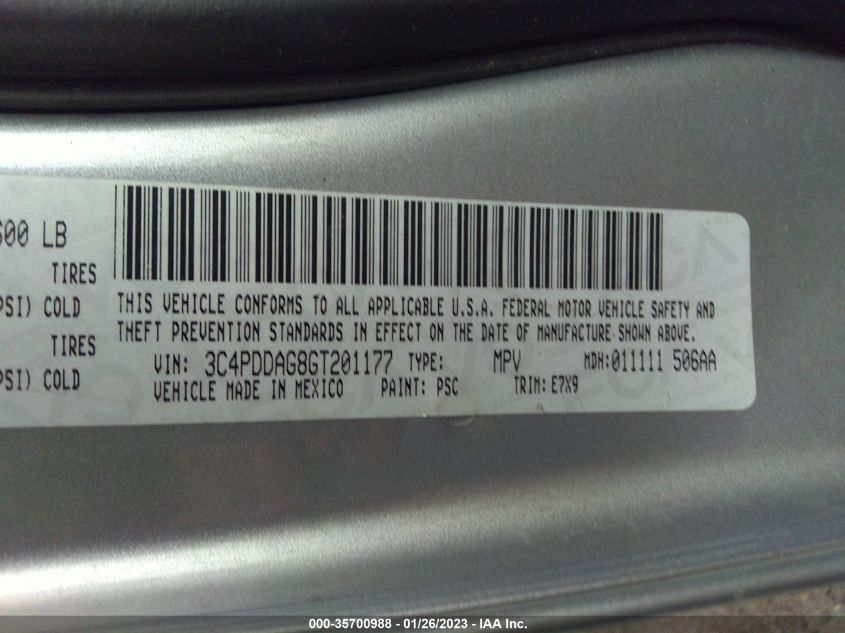 600 LB
TIRES
PSI) COLD
TIRES
PSI) COLD
THIS VEHICLE CONFORMS TO ALL APPLICABLE U.S.A. FEDERAL MOTOR VEHICLE SAFETY AND
THEFT PREVENTION STANDARDS IN EFFECT ON THE DATE OF MANUFACTURE SHOWN ABOVE.
VIN: 3C4PDDAG8GT201177 TYPE: MPV MDH:011111 506AA
VEHICLE MADE IN MEXICO PAINT: PSC TRIM: E7X9
000-35700988 - 01/26/2023 - IAA Inc.